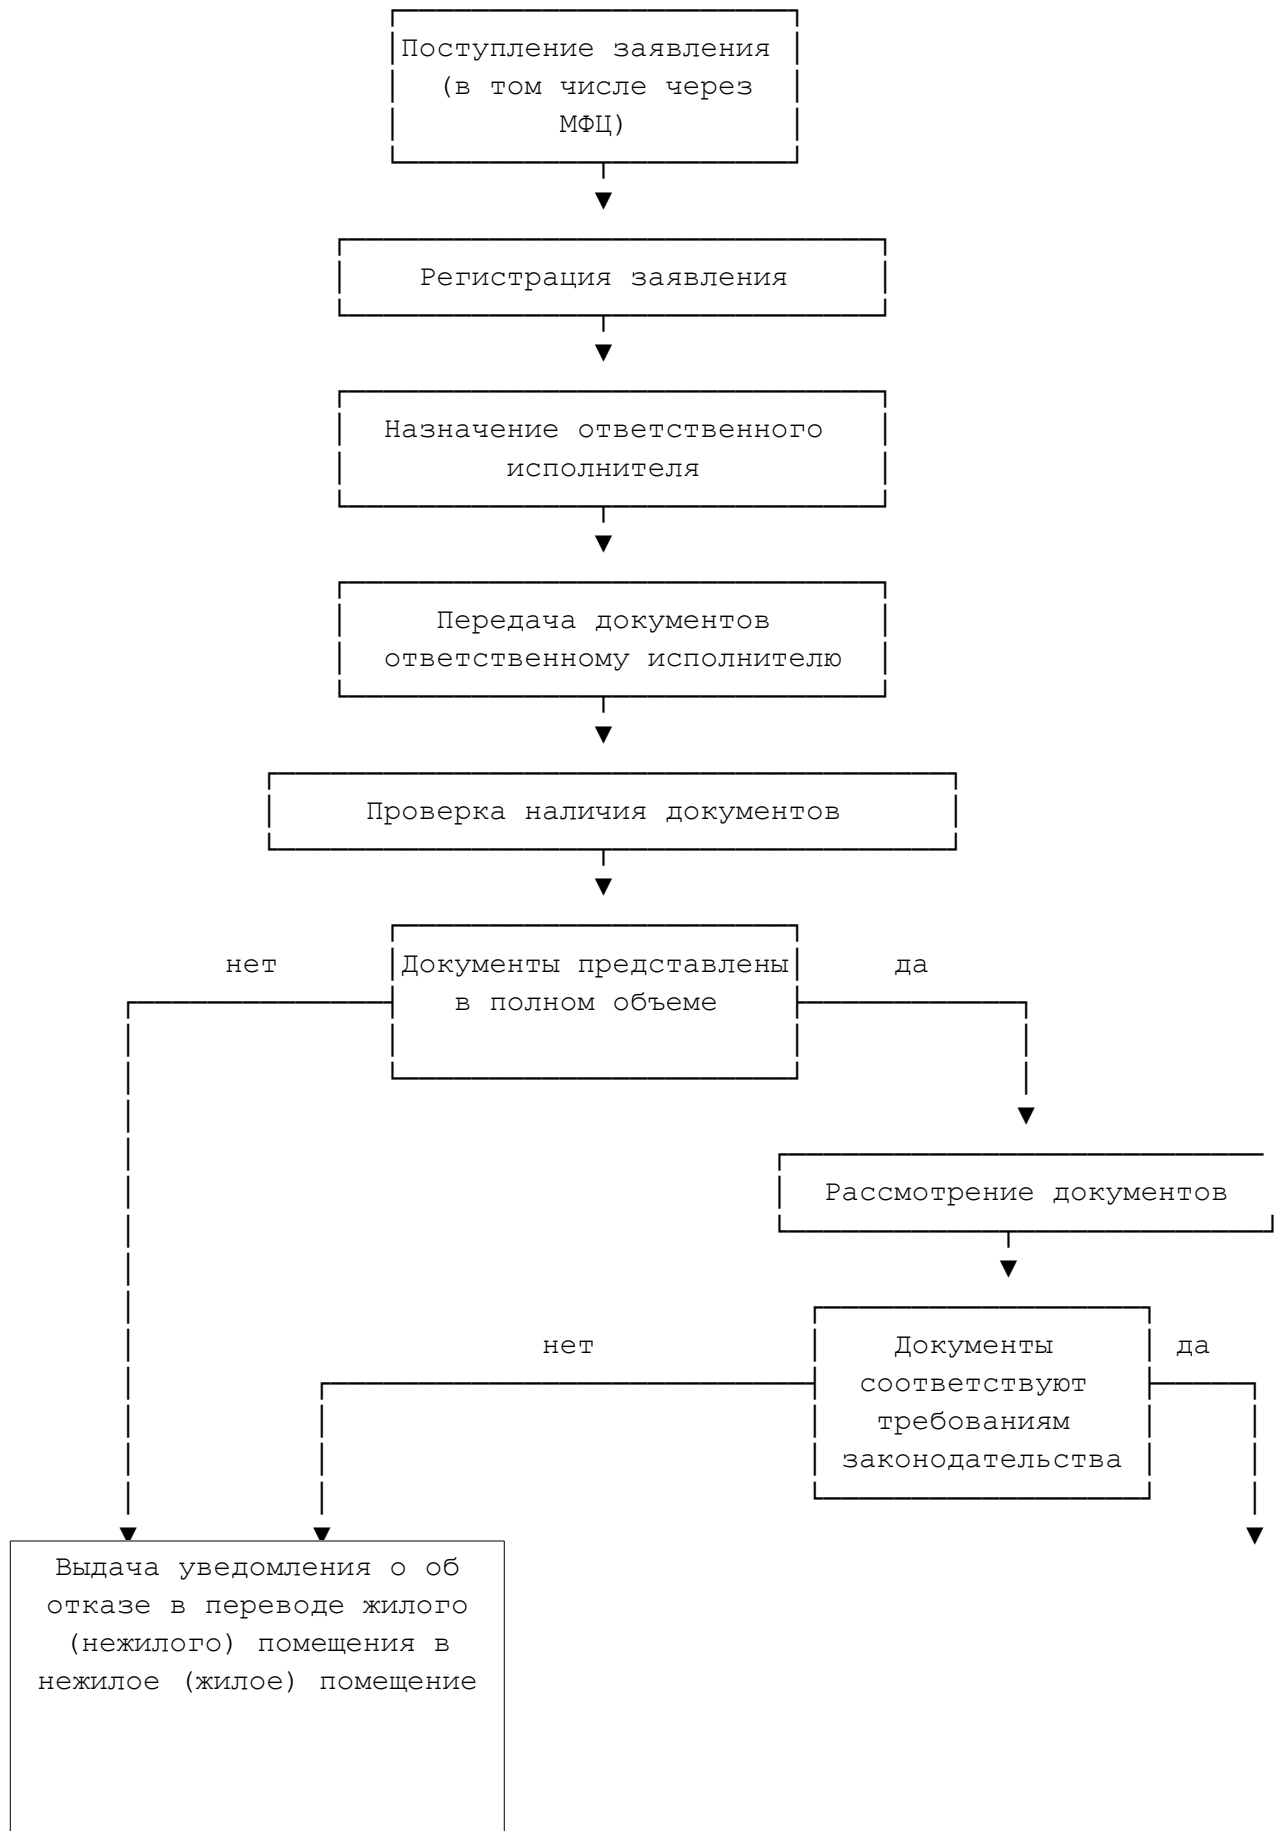 Поступление заявления
(в том числе через
МФЦ)
Регистрация заявления
Назначение ответственного
исполнителя
Передача документов
ответственному исполнителю
Проверка наличия документов
нет
Документы представлены
в полном объеме
да
Рассмотрение документов
нет
Документы
соответствуют
требованиям
законодательства
да
Выдача уведомления о об
отказе в переводе жилого
(нежилого) помещения в
нежилое (жилое) помещение